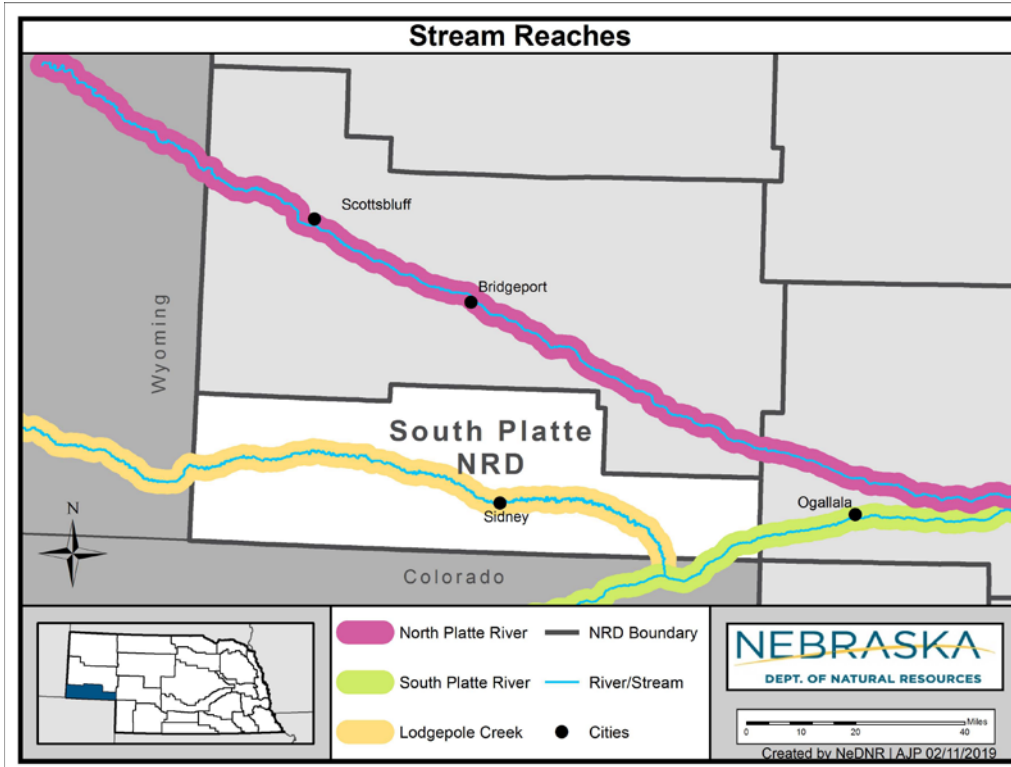 Stream Reaches
Scottsbluff
Bridgeport
Wyoming
South Platte
NRD
Ogallala
Sidney
N
Colorado
North Platte River
NRD Boundary
South Platte River
River/Stream
Lodgepole Creek
Cities
NEBRASKA
DEPT. OF NATURAL RESOURCES
Miles
0 10 20 40
Created by NeDNR | AJP 02/11/2019